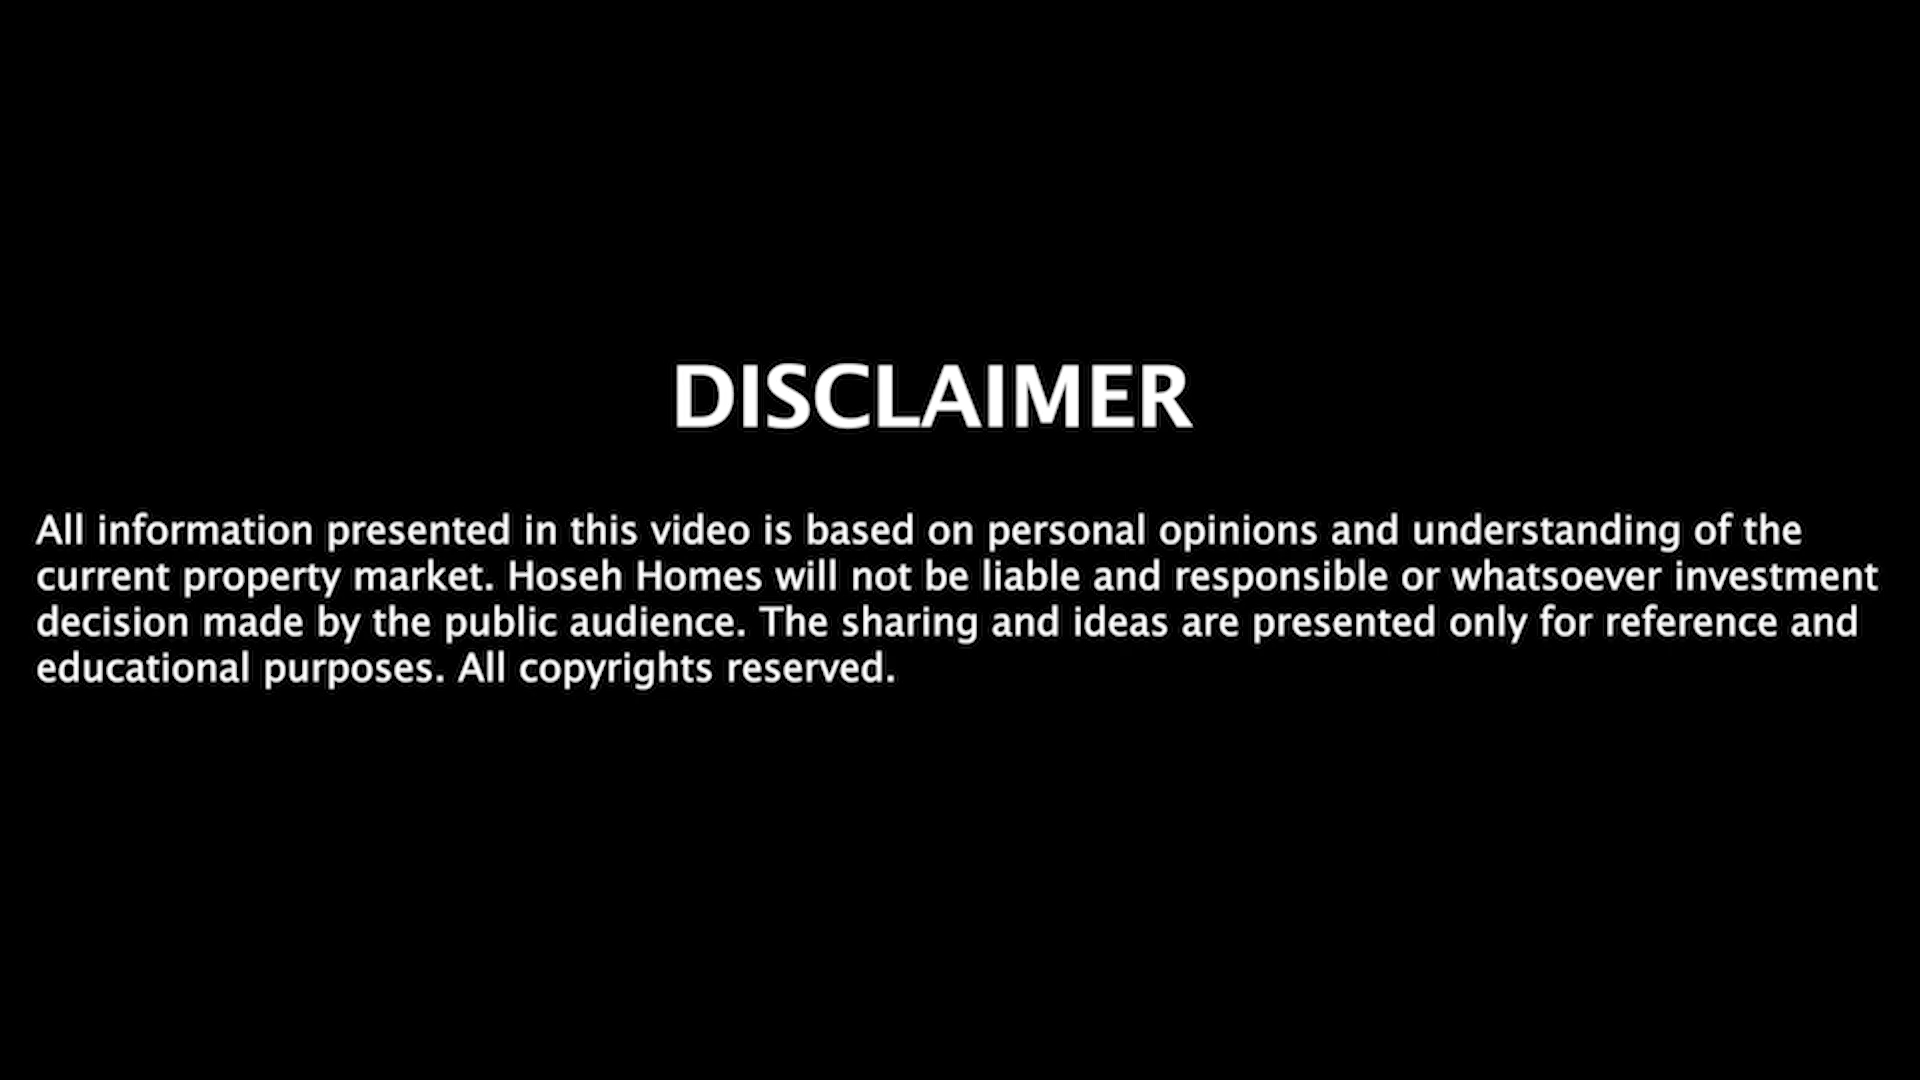 DISCLAIMER
All information presented in this video is based on personal opinions and understanding of the
current property market. Hoseh Homes will not be liable and responsible or whatsoever investment
decision made by the public audience. The sharing and ideas are presented only for reference and
educational purposes. All copyrights reserved.